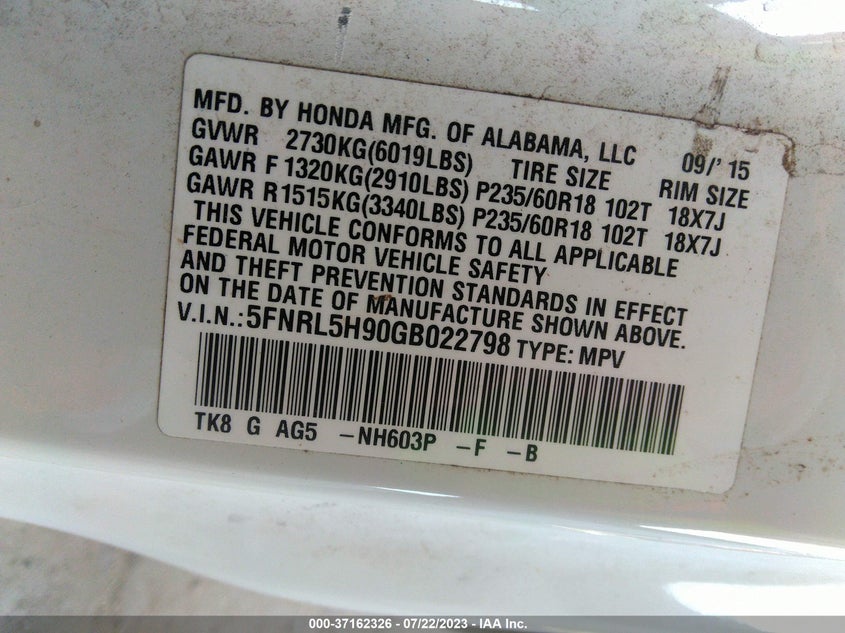 MFD. BY HONDA MFG. OF ALABAMA, LLC 09/' 15
GVWR 2730KG(6019LBS) TIRE SIZE RIM SIZE
GAWR F 1320KG(2910LBS) P235/60R18 102T 18X7J
GAWR R 1515KG(3340LBS) P235/60R18 102T 18X7J
THIS VEHICLE CONFORMS TO ALL APPLICABLE
FEDERAL MOTOR VEHICLE SAFETY
AND THEFT PREVENTION STANDARDS IN EFFECT
ON THE DATE OF MANUFACTURE SHOWN ABOVE.
V.I.N.:5FNRL5H90GB022798 TYPE: MPV
TK8 G AG5 -NH603P -F -B
000-37162326 - 07/22/2023 - IAA Inc.